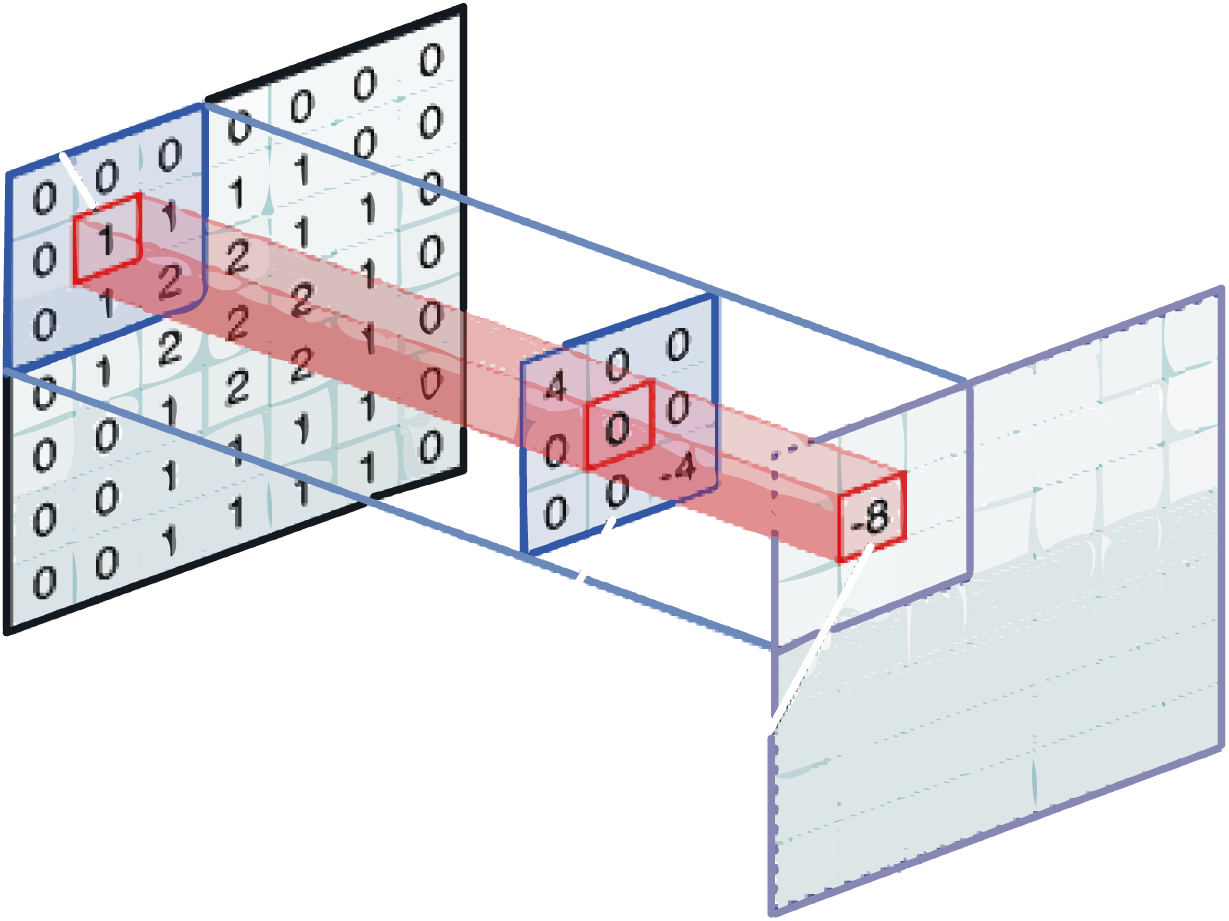 0 0 0 0 0 0 0
0 1 1 1 1 0 0
0 1 2 2 1 1 0
0 1 2 2 2 1 0
0 0 1 2 2 1 0
0 0 1 1 1 1 0
0 0 1 1 1 1 0
4 0 0
0 0 0
0 0 -4
-8